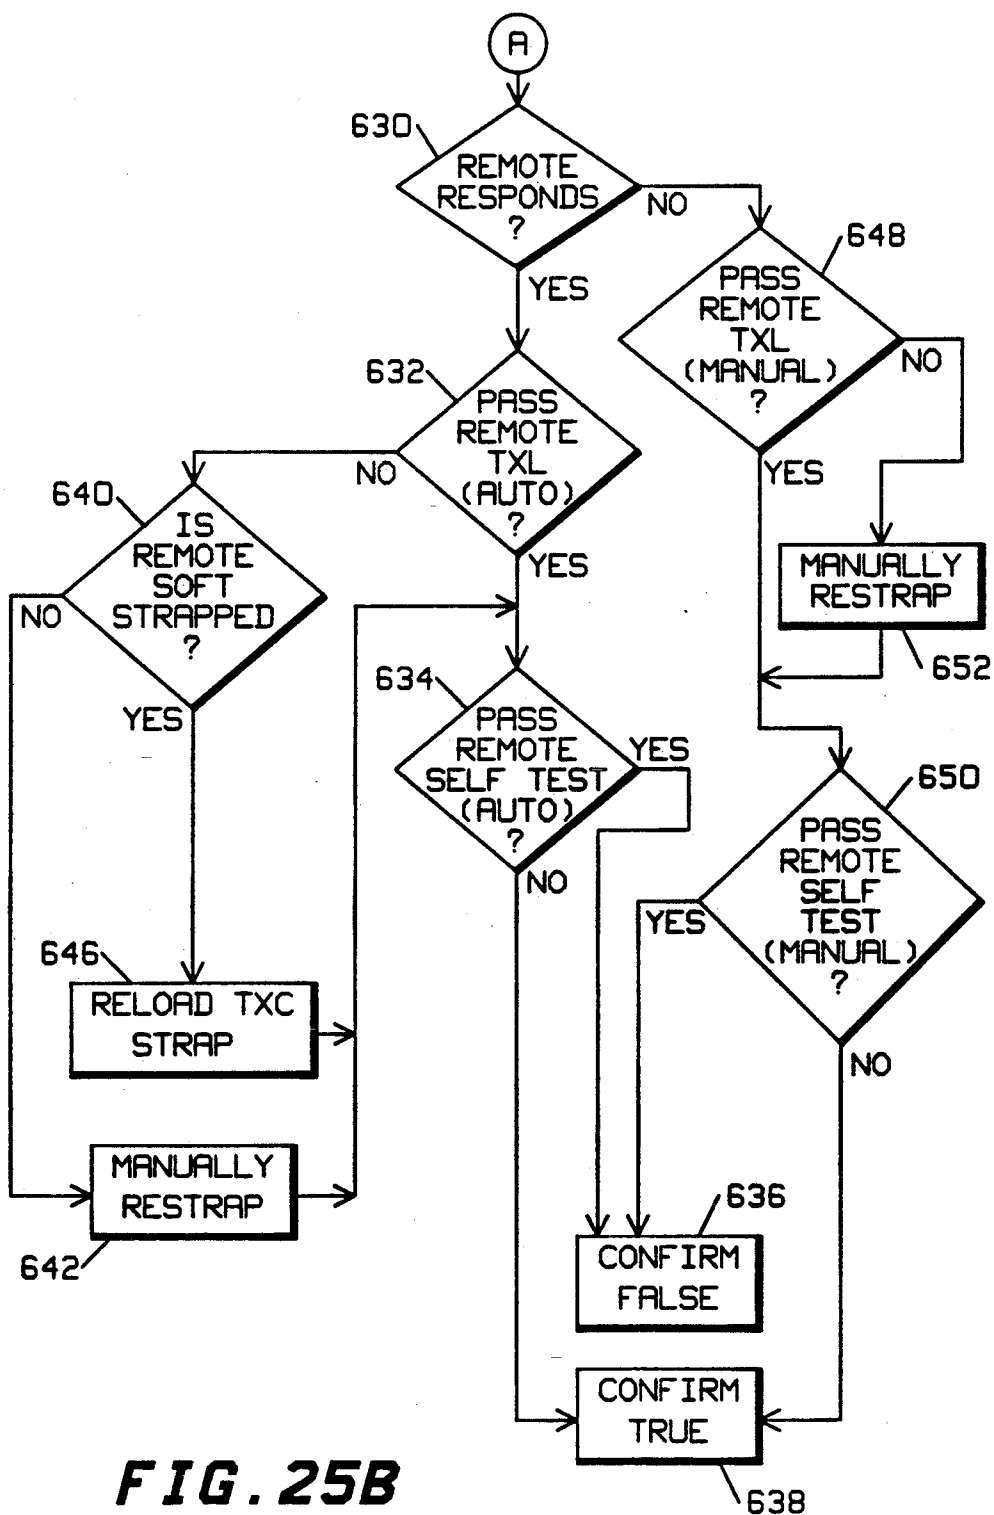 A
630
REMOTE
RESPONDS
?
NO
YES
648
PASS
REMOTE
TXL
(MANUAL)
?
NO
YES
632
PASS
REMOTE
TXL
(AUTO)
?
NO
YES
640
IS
REMOTE
SOFT
STRAPPED
?
NO
YES
MANUALLY
RESTRAP
652
634
PASS
REMOTE
SELF TEST
(AUTO)
?
YES
NO
650
PASS
REMOTE
SELF
TEST
(MANUAL)
?
YES
NO
646
RELOAD TXC
STRAP
MANUALLY
RESTRAP
642
636
CONFIRM
FALSE
CONFIRM
TRUE
638
FIG. 25B